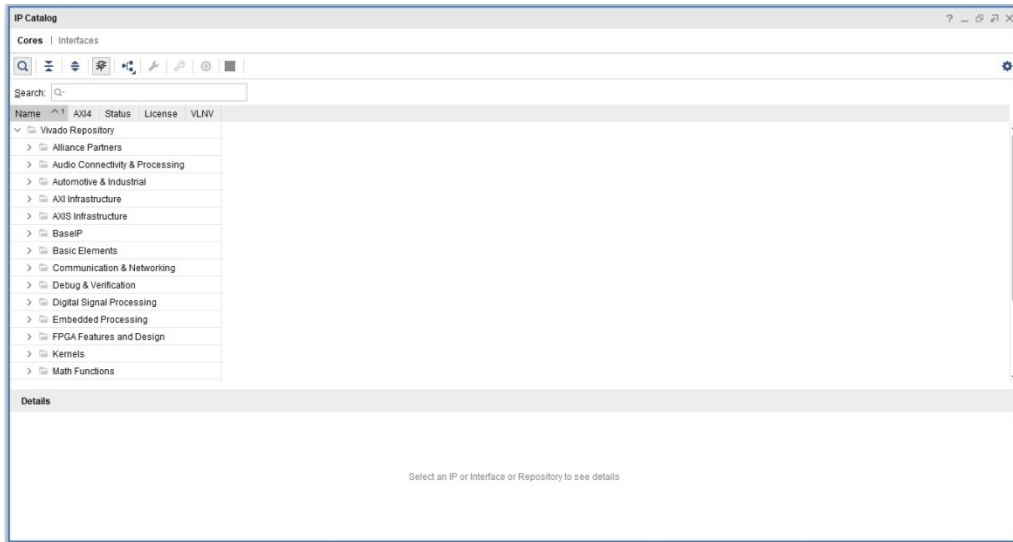 IP Catalog
Cores | Interfaces
Search:
Name 1 AXI4 Status License VLNV
Vivado Repository
Alliance Partners
Audio Connectivity & Processing
Automotive & Industrial
AXI Infrastructure
AXIS Infrastructure
BaseIP
Basic Elements
Communication & Networking
Debug & Verification
Digital Signal Processing
Embedded Processing
FPGA Features and Design
Kernels
Math Functions
Details
Select an IP or Interface or Repository to see details